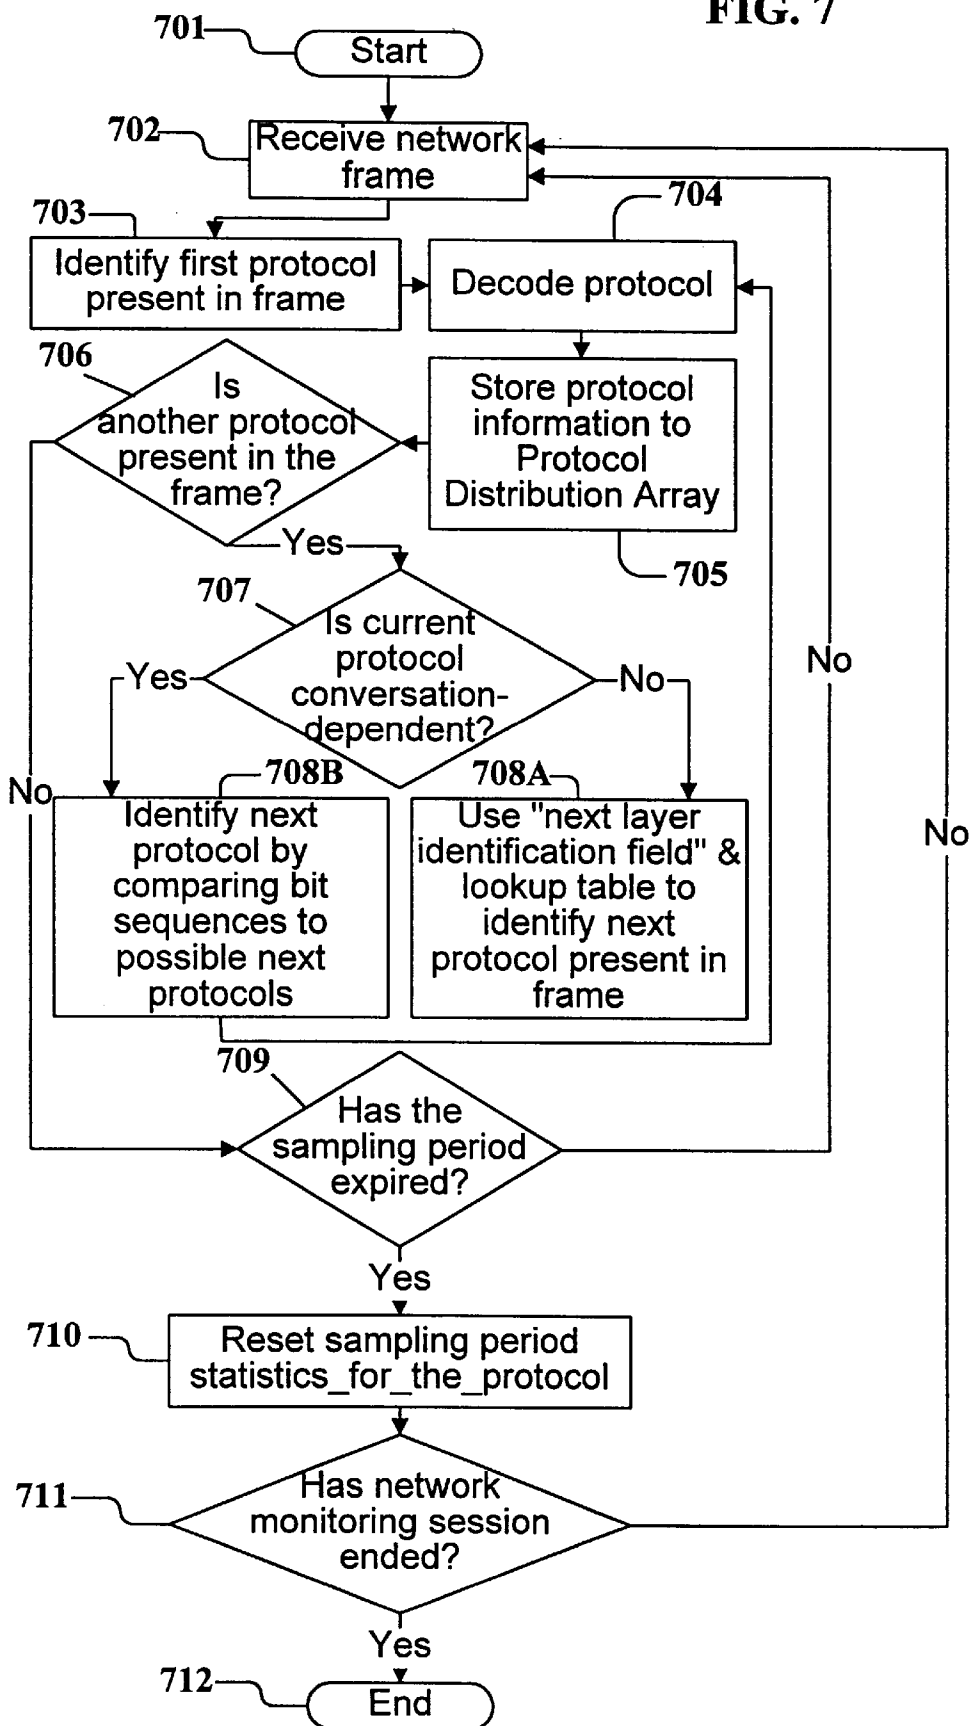 FIG. 7
701
Start
702
Receive network
frame
703
704
Identify first protocol
present in frame
Decode protocol
706
Is
another protocol
present in the
frame?
Store protocol
information to
Protocol
Distribution Array
Yes
705
707
Is current
protocol
conversation-
dependent?
Yes
No
No
708B
708A
No
Identify next
protocol by
comparing bit
sequences to
possible next
protocols
Use "next layer
identification field" &
lookup table to
identify next
protocol present in
frame
No
709
Has the
sampling period
expired?
Yes
710
Reset sampling period
statistics_for_the_protocol
711
Has network
monitoring session
ended?
Yes
712
End